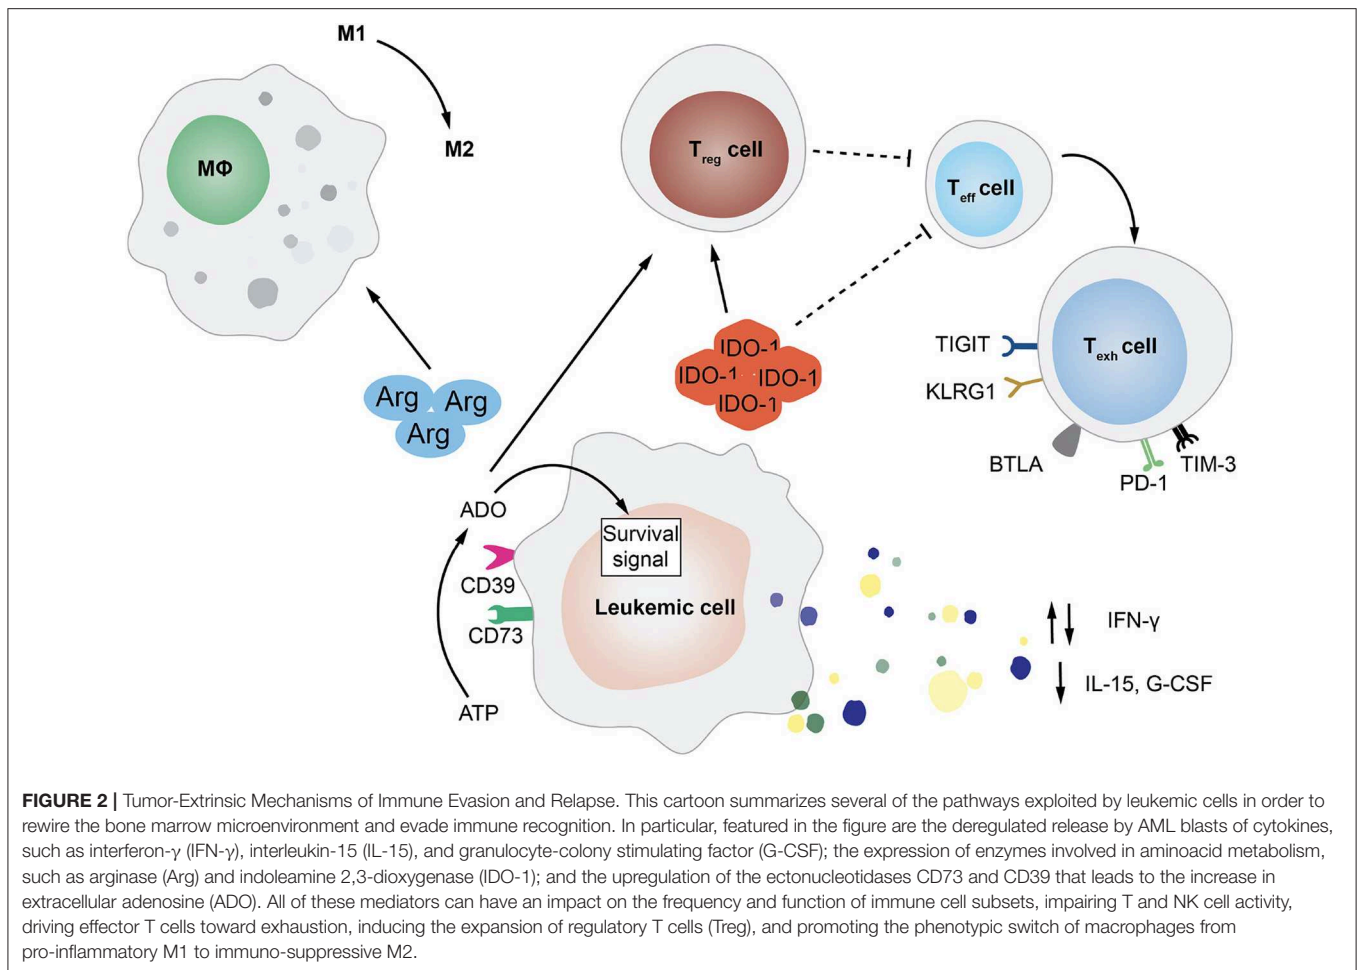 M1
M2
MΦ
Treg cell
Teff cell
Texh cell
TIGIT
KLRG1
BTLA
PD-1
TIM-3
IDO-1
IDO-1
IDO-1
IDO-1
Arg
Arg
Arg
ADO
CD39
CD73
ATP
Survival
signal
Leukemic cell
IFN-γ
IL-15, G-CSF
FIGURE 2 | Tumor-Extrinsic Mechanisms of Immune Evasion and Relapse. This cartoon summarizes several of the pathways exploited by leukemic cells in order to
rewire the bone marrow microenvironment and evade immune recognition. In particular, featured in the figure are the deregulated release by AML blasts of cytokines,
such as interferon-γ (IFN-γ), interleukin-15 (IL-15), and granulocyte-colony stimulating factor (G-CSF); the expression of enzymes involved in aminoacid metabolism,
such as arginase (Arg) and indoleamine 2,3-dioxygenase (IDO-1); and the upregulation of the ectonucleotidases CD73 and CD39 that leads to the increase in
extracellular adenosine (ADO). All of these mediators can have an impact on the frequency and function of immune cell subsets, impairing T and NK cell activity,
driving effector T cells toward exhaustion, inducing the expansion of regulatory T cells (Treg), and promoting the phenotypic switch of macrophages from
pro-inflammatory M1 to immuno-suppressive M2.